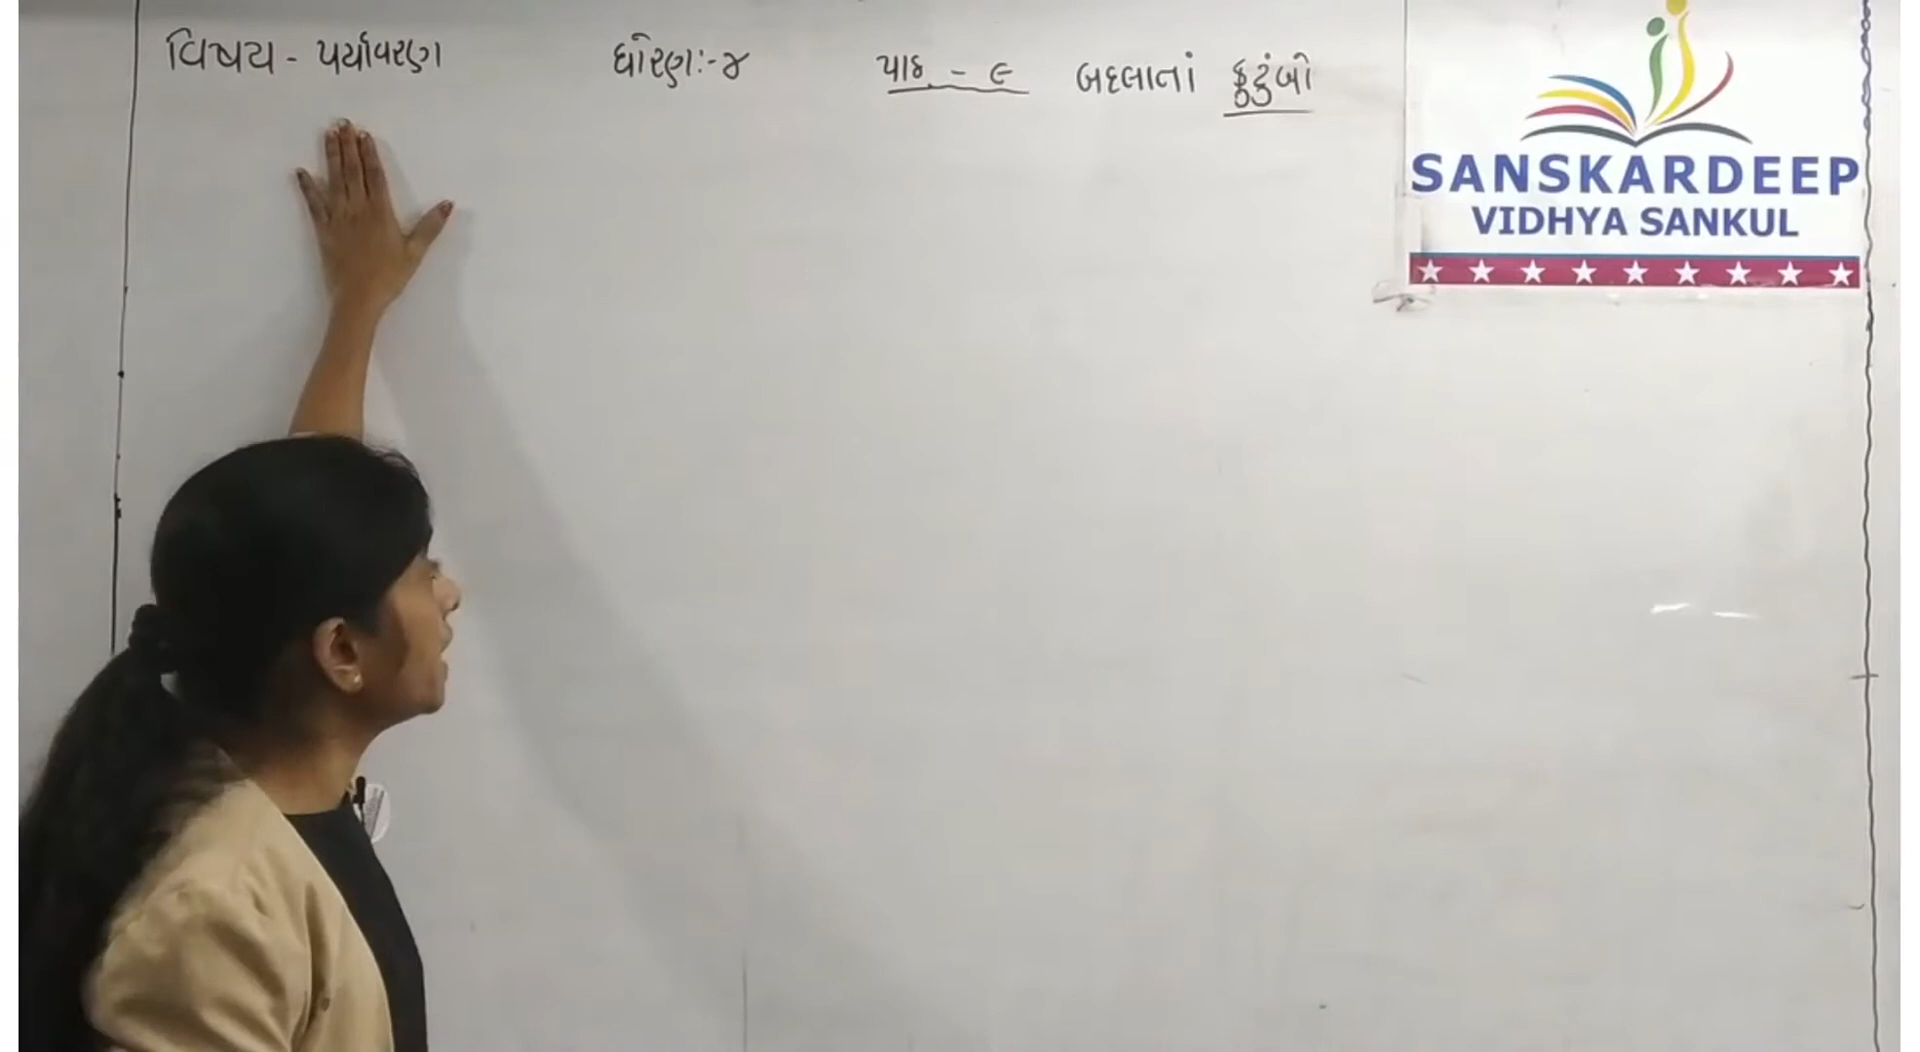 વિષય - પર્યાવરણ ધોરણઃ-૪ પાઠ - ૯ બદલાતાં કુટુંબો
SANSKARDEEP
VIDHYA SANKUL